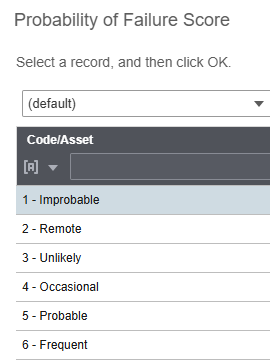 Probability of Failure Score
Select a record, and then click OK.
(default)
Code/Asset
[A]
1 - Improbable
2 - Remote
3 - Unlikely
4 - Occasional
5 - Probable
6 - Frequent